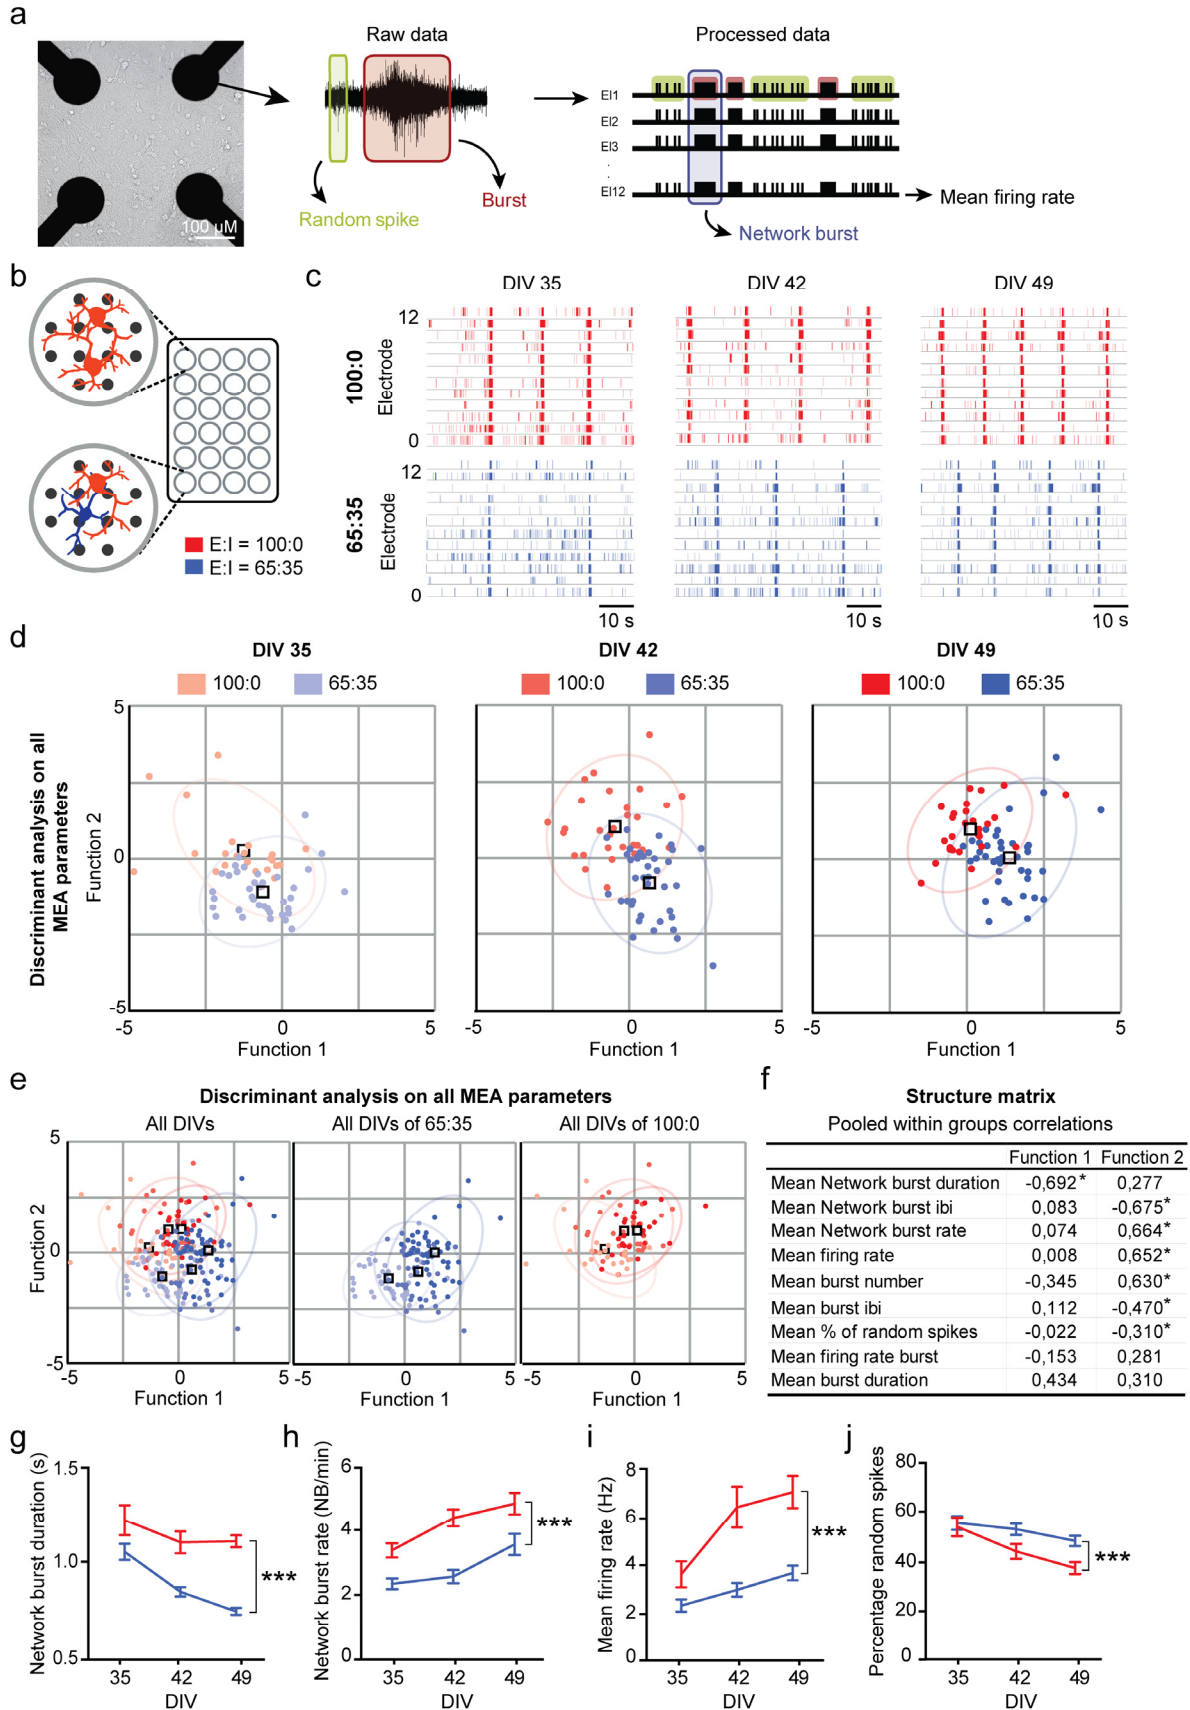 a
Raw data
Processed data
El1
El2
El3
.
.
El12
100 µM
Random spike
Burst
Network burst
Mean firing rate
b
E:I = 100:0
E:I = 65:35
c
DIV 35
DIV 42
DIV 49
100:0
Electrode
12
0
65:35
Electrode
12
0
10 s
10 s
10 s
d
DIV 35
DIV 42
DIV 49
100:0
65:35
100:0
65:35
100:0
65:35
Discriminant analysis on all
MEA parameters
Function 2
5
0
-5
-5
0
5
-5
0
5
-5
0
5
Function 1
Function 1
Function 1
e
Discriminant analysis on all MEA parameters
All DIVs
All DIVs of 65:35
All DIVs of 100:0
Function 2
5
0
-5
-5
0
5
-5
0
5
-5
0
5
Function 1
Function 1
Function 1
f
Structure matrix
Pooled within groups correlations
Function 1 Function 2
Mean Network burst duration -0,692* 0,277
Mean Network burst ibi 0,083 -0,675*
Mean Network burst rate 0,074 0,664*
Mean firing rate 0,008 0,652*
Mean burst number -0,345 0,630*
Mean burst ibi 0,112 -0,470*
Mean % of random spikes -0,022 -0,310*
Mean firing rate burst -0,153 0,281
Mean burst duration 0,434 0,310
g
Network burst duration (s)
1.5
1.0
0.5
35
42
49
DIV
***
h
Network burst rate (NB/min)
6
4
2
0
35
42
49
DIV
***
i
Mean firing rate (Hz)
8
6
4
2
0
35
42
49
DIV
***
j
Percentage random spikes
80
60
40
20
0
35
42
49
DIV
***